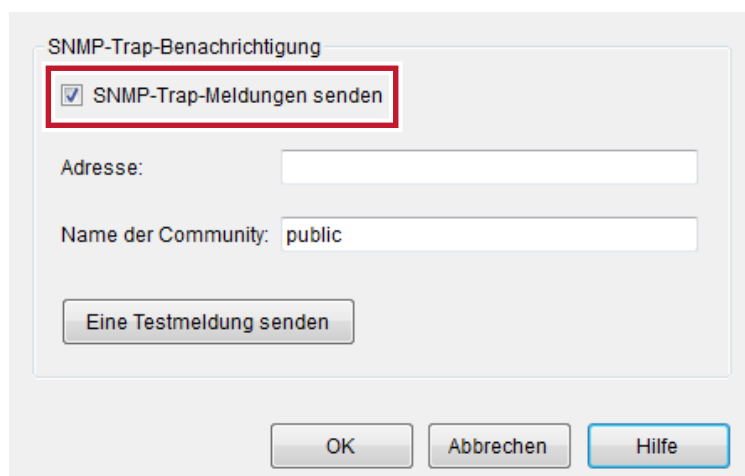 SNMP-Trap-Benachrichtigung
SNMP-Trap-Meldungen senden
Adresse:
Name der Community: public
Eine Testmeldung senden
OK Abbrechen Hilfe